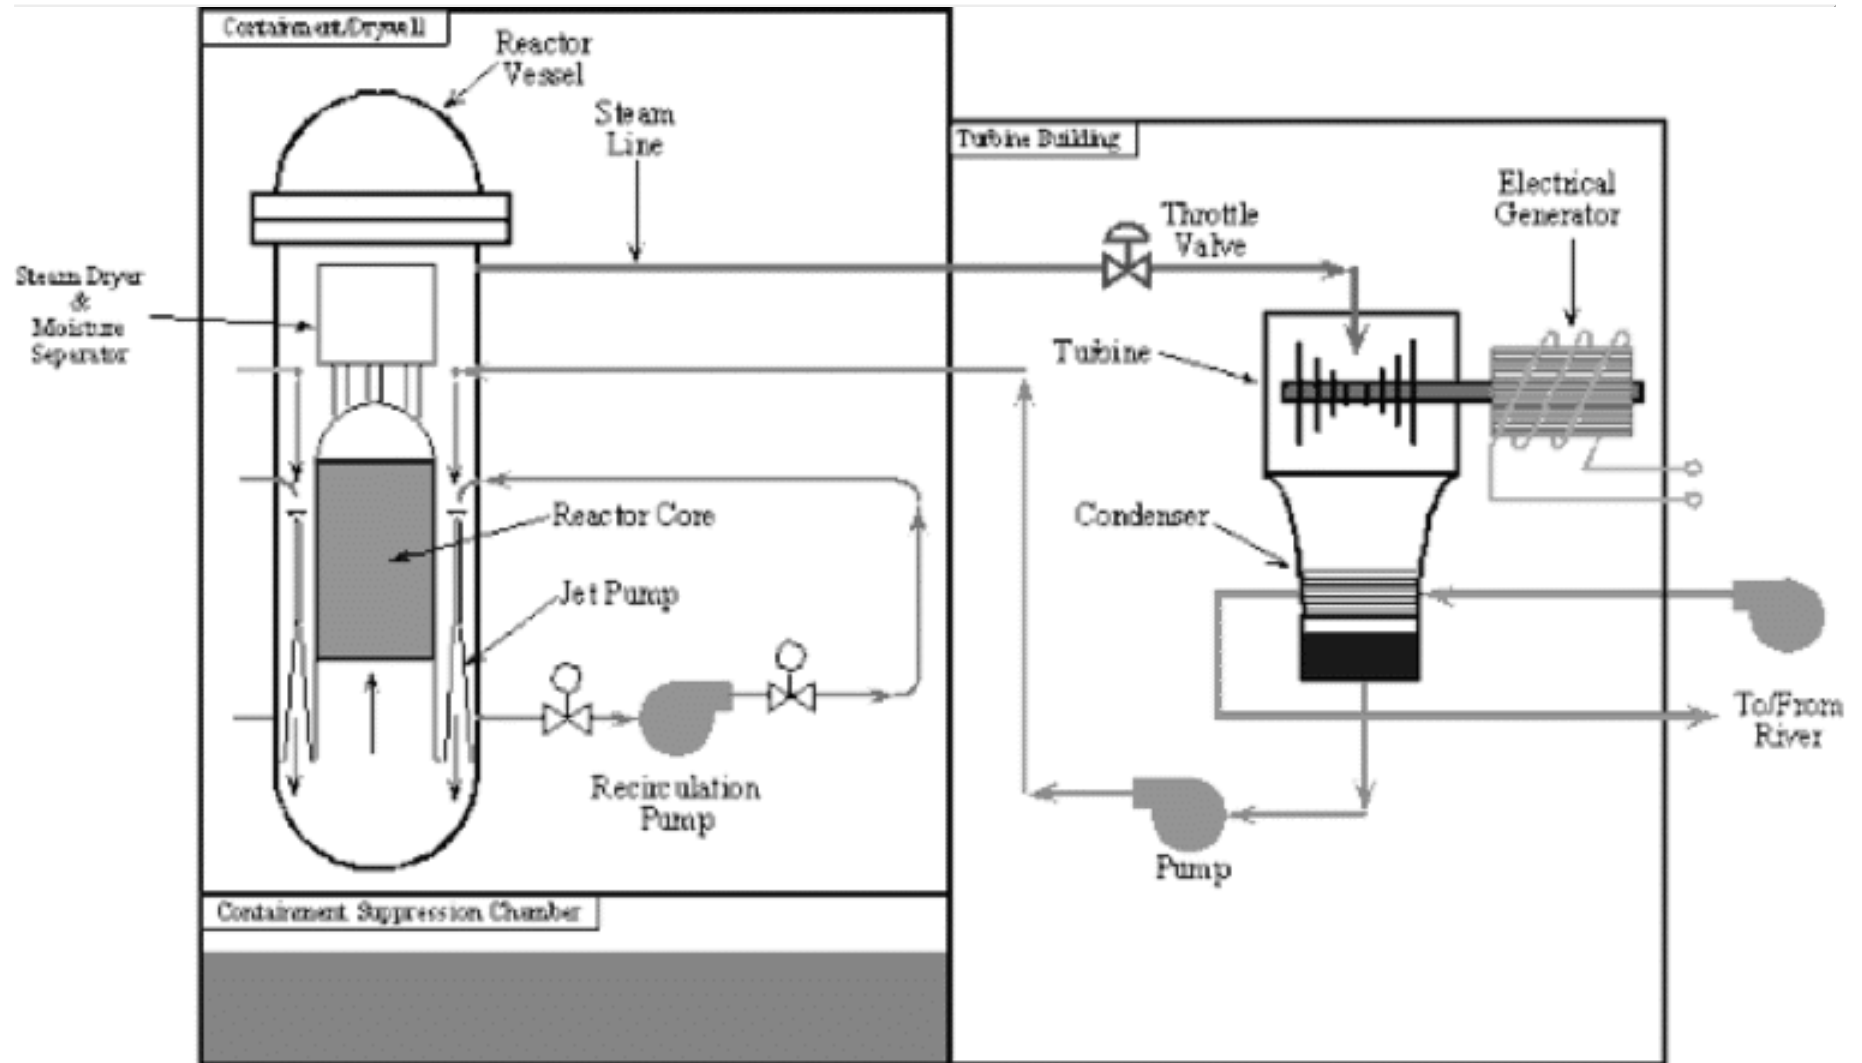 Containment/Drywell
Reactor
Vessel
Steam
Line
Turbine Building
Electrical
Generator
Throttle
Valve
Steam Dryer
&
Moisture
Separator
Turbine
Reactor Core
Condenser
Jet Pump
To/From
River
Recirculation
Pump
Pump
Containment Suppression Chamber